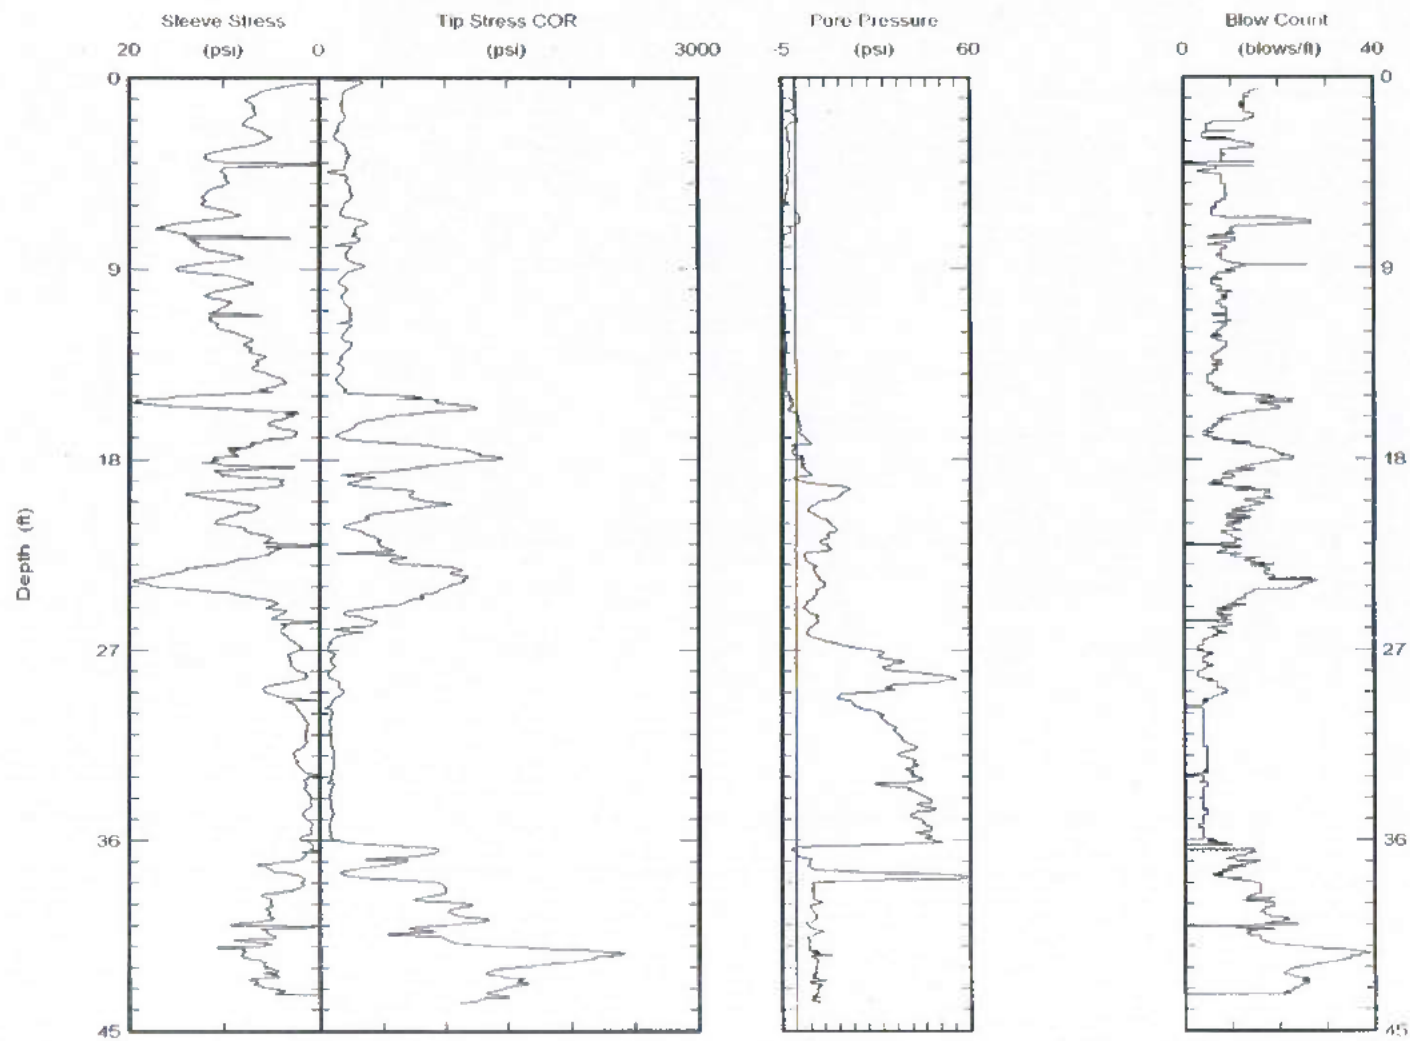 Sleeve Stress Tip Stress COR Pore Pressure Blow Count
20 (psi) 0 (psi) 3000 -5 (psi) 60 0 (blows/ft) 40
0 0
9 9
18 18
Depth (ft)
27 27
36 36
45 45